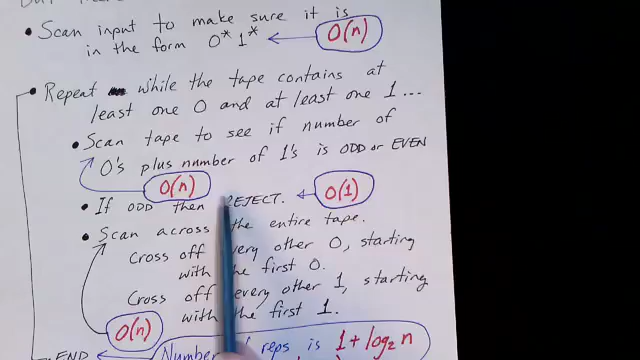 • Scan input to make sure it is
in the form 0*1* O(n)
• Repeat while the tape contains at
least one 0 and at least one 1...
• Scan tape to see if number of
0's plus number of 1's is ODD or EVEN
O(n)
• If ODD then REJECT. O(1)
• Scan across the entire tape.
Cross off every other 0, starting
with the first 0.
Cross off every other 1, starting
with the first 1.
O(n)
END Number of reps is 1 + log₂ n